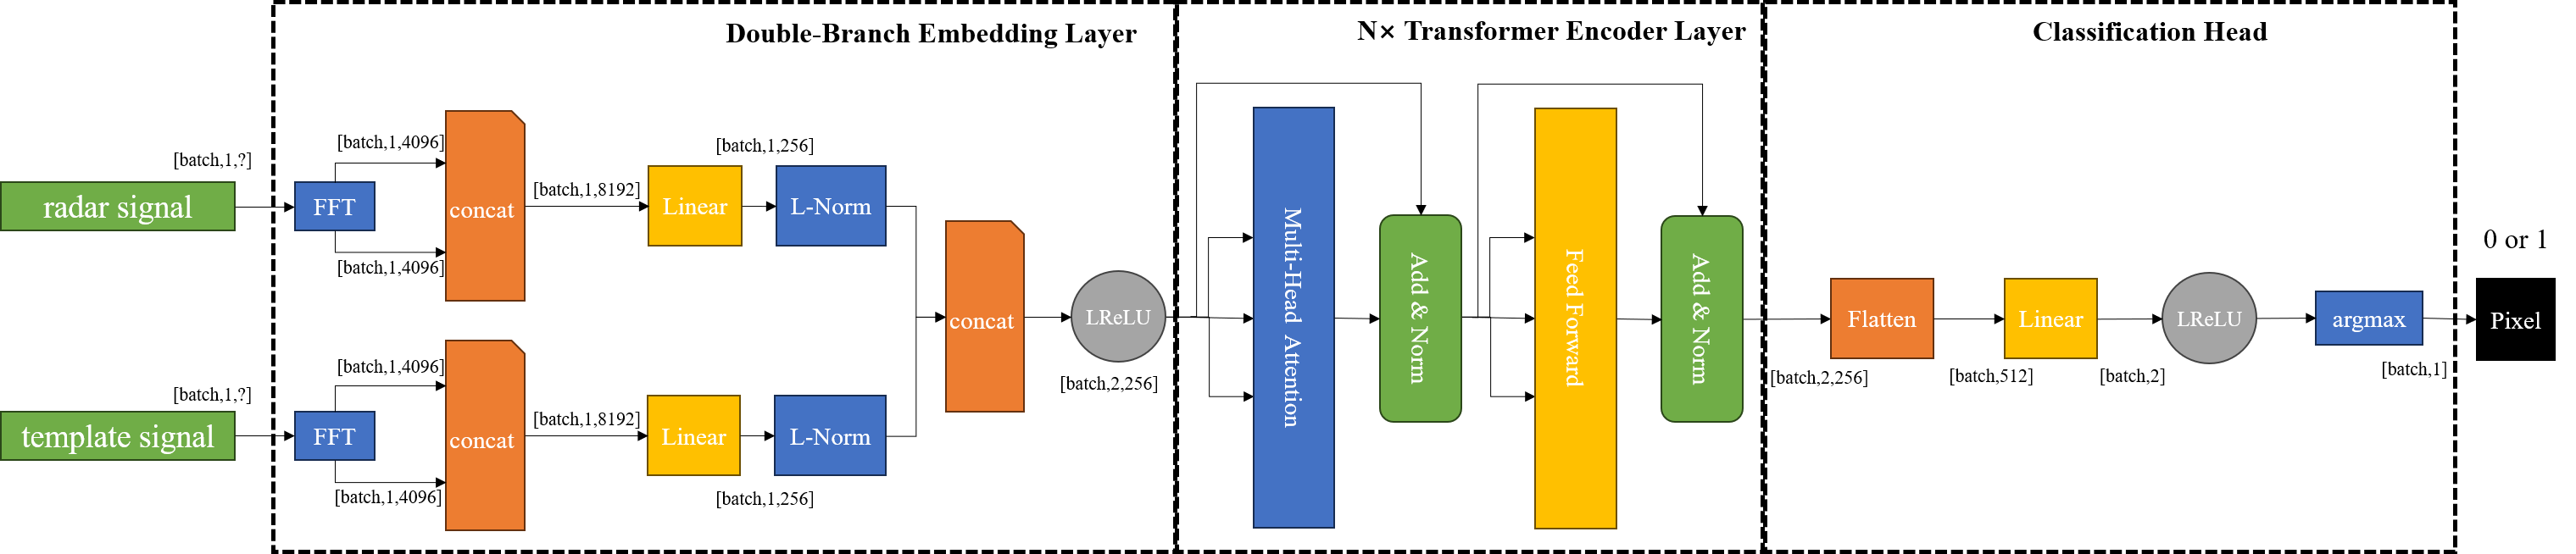 Double-Branch Embedding Layer
N× Transformer Encoder Layer
Classification Head
radar signal
[batch,1,?]
FFT
[batch,1,4096]
[batch,1,4096]
concat
[batch,1,8192]
Linear
[batch,1,256]
L-Norm
template signal
[batch,1,?]
FFT
[batch,1,4096]
[batch,1,4096]
concat
[batch,1,8192]
Linear
[batch,1,256]
L-Norm
concat
LReLU
[batch,2,256]
Multi-Head Attention
Add & Norm
Feed Forward
Add & Norm
[batch,2,256]
Flatten
[batch,512]
Linear
[batch,2]
LReLU
argmax
[batch,1]
0 or 1
Pixel